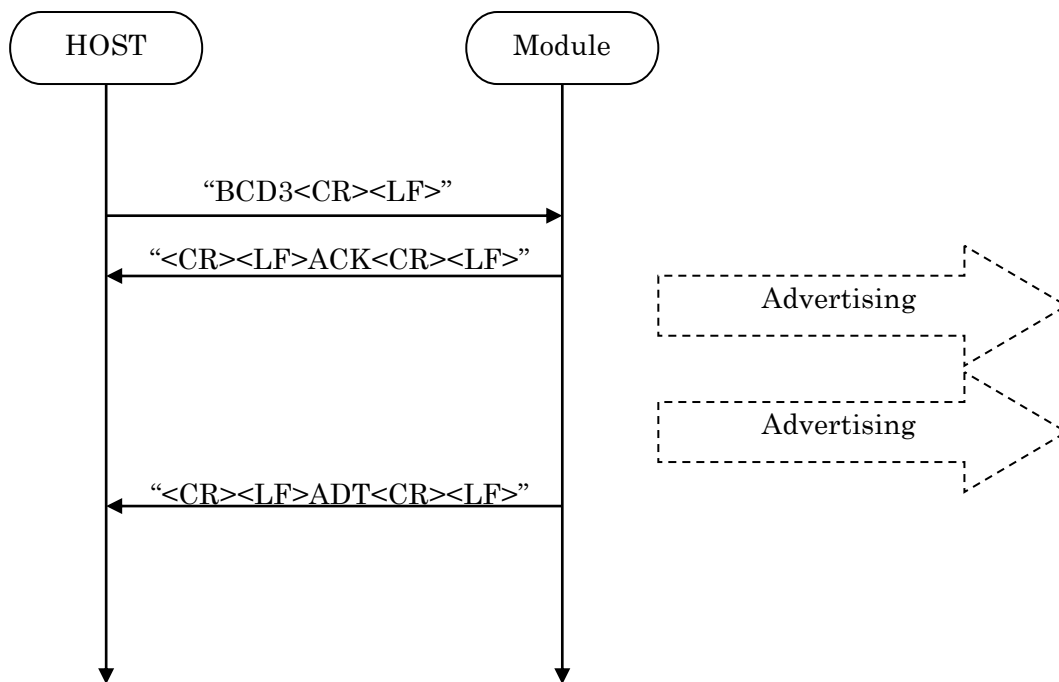 HOST
Module
“BCD3<CR><LF>”
“<CR><LF>ACK<CR><LF>”
Advertising
Advertising
“<CR><LF>ADT<CR><LF>”